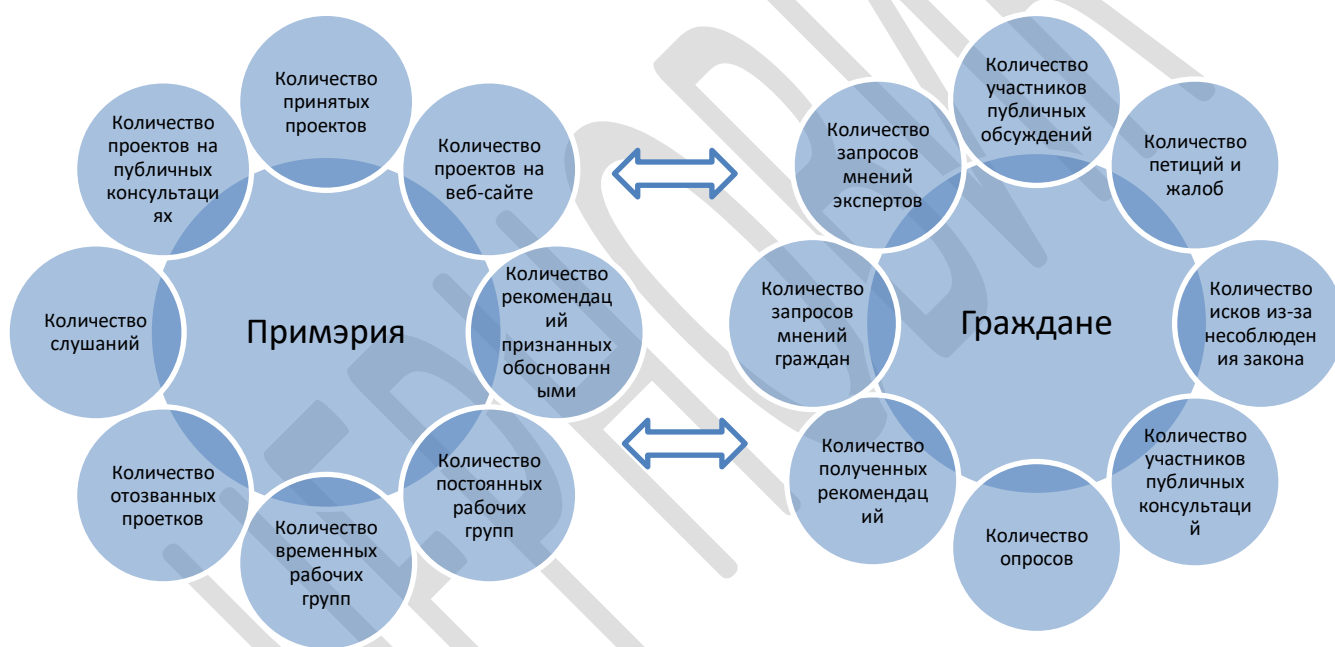 Количество
принятых
проектов
Количество
проектов на
веб-сайте
Количество
рекомендац
ий
признанных
обоснованн
ыми
Количество
постоянных
рабочих
групп
Количество
временных
рабочих
групп
Количество
отозванных
проетков
Количество
слушаний
Количество
проектов на
публичных
консультаци
ях
Примэрия
Количество
участников
публичных
обсуждений
Количество
петиций и
жалоб
Количество
исков из-за
несоблюден
ия закона
Количество
участников
публичных
консультаци
й
Количество
опросов
Количество
полученных
рекомендац
ий
Количество
запросов
мнений
граждан
Количество
запросов
мнений
экспертов
Граждане